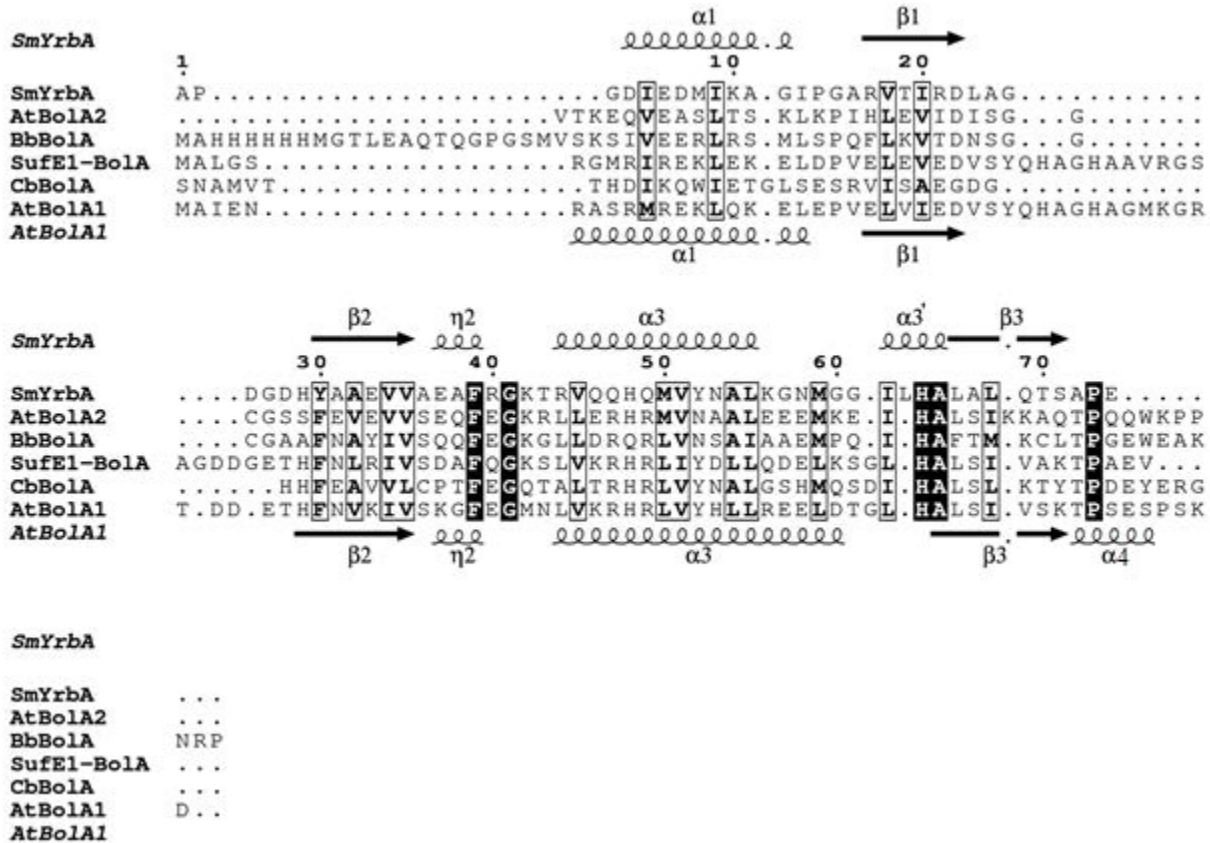 α1 β1
SmYrbA
1 10 20
SmYrbA AP.......................GDIEDMIKA.GIPGARVTIRDLAG...........
AtBolA2 ......................VTKEQVEASLTS.KLKPIHLEVIDISG..G........
BbBolA MAHHHHHHMGTLEAQTQGPGSMVSKSIVEERLRS.MLSPQFLKVTDNSG..G........
SufE1-BolA MALGS..................RGMRIREKLEK.ELDPVELEVEDVSYQHAGHAAVRGS
CbBolA SNAMVT..................THDIKQWIETGLSESRVISAEGDG............
AtBolA1 MAIEN..................RASRMREKLQK.ELEPVELVIEDVSYQHAGHAGMKGR
AtBolA1
α1 β1
β2 η2 α3 α3' β3
SmYrbA
30 40 50 60 70
SmYrbA ....DGDHYAAEVVAEAFRGKTRVQQHQMVYNALKGNMGG.ILHALAL.QTSAPE.....
AtBolA2 ....CGSSFEVEVVSEQFEGKRLLERHRMVNAALEEEMKE.I.HALSIKKAQTPQQWKPP
BbBolA ....CGAAFNAYIVSQQFEGKGLLDRQRLVNSAIAAEMPQ.I.HAFTM.KCLTPGEWEAK
SufE1-BolA AGDDGETHFNLRIVSDAFQGKSLVKRHRLIYDLLQDELKSGL.HALSI.VAKTPAEV...
CbBolA ......HHFEAVVLCPTFEGQTALTRHRLVYNALGSHMQSDI.HALSL.KTYTPDEYERG
AtBolA1 T.DD.ETHFNVKIVSKGFEGMNLVKRHRLVYHLLREELDTGL.HALSI.VSKTPSESPSK
AtBolA1
β2 η2 α3 β3 α4
SmYrbA
SmYrbA ...
AtBolA2 ...
BbBolA NRP
SufE1-BolA ...
CbBolA ...
AtBolA1 D..
AtBolA1